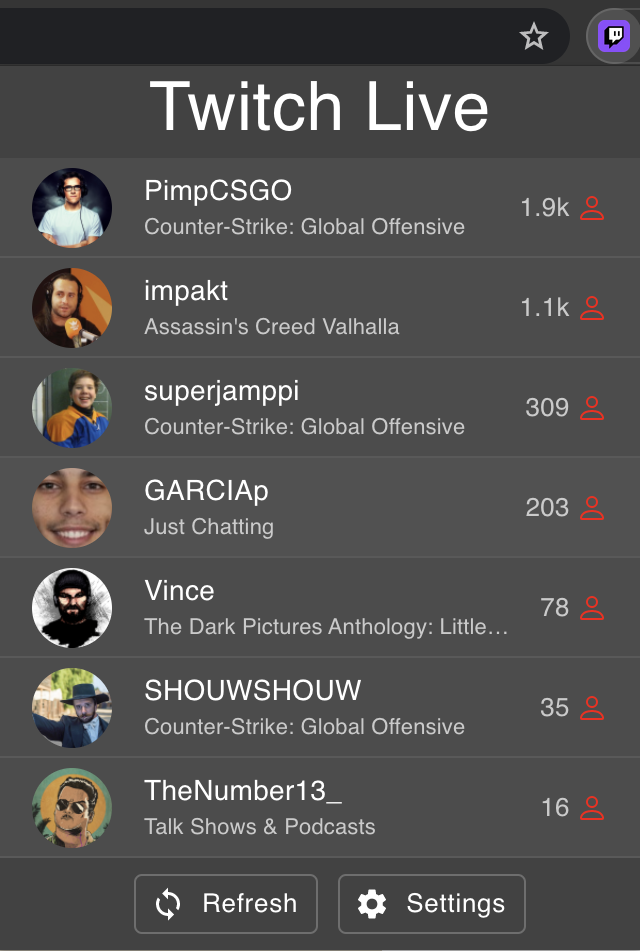 Twitch Live
PimpCSGO
1.9k
Counter-Strike: Global Offensive
impakt
1.1k
Assassin's Creed Valhalla
superjamppi
309
Counter-Strike: Global Offensive
GARCIAp
203
Just Chatting
Vince
78
The Dark Pictures Anthology: Little…
SHOUWSHOUW
35
Counter-Strike: Global Offensive
TheNumber13_
16
Talk Shows & Podcasts
Refresh
Settings